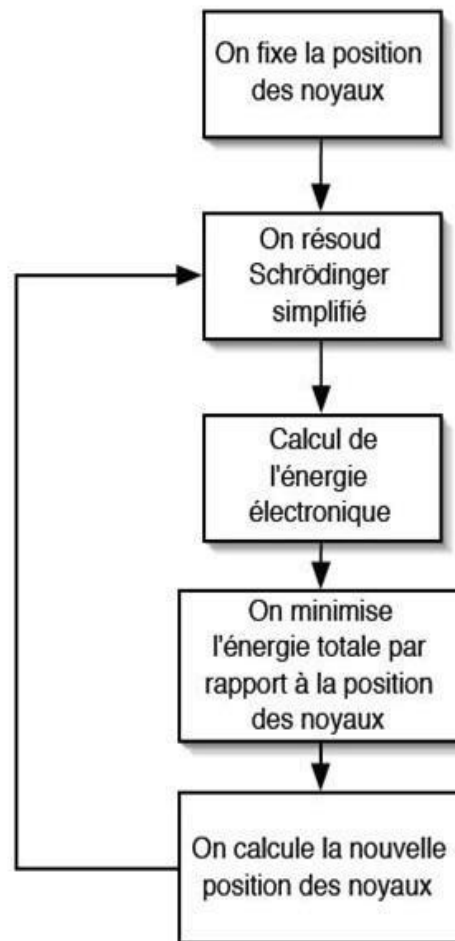 On fixe la position
des noyaux
On résoud
Schrödinger
simplifié
Calcul de
l'énergie
électronique
On minimise
l'énergie totale par
rapport à la position
des noyaux
On calcule la nouvelle
position des noyaux